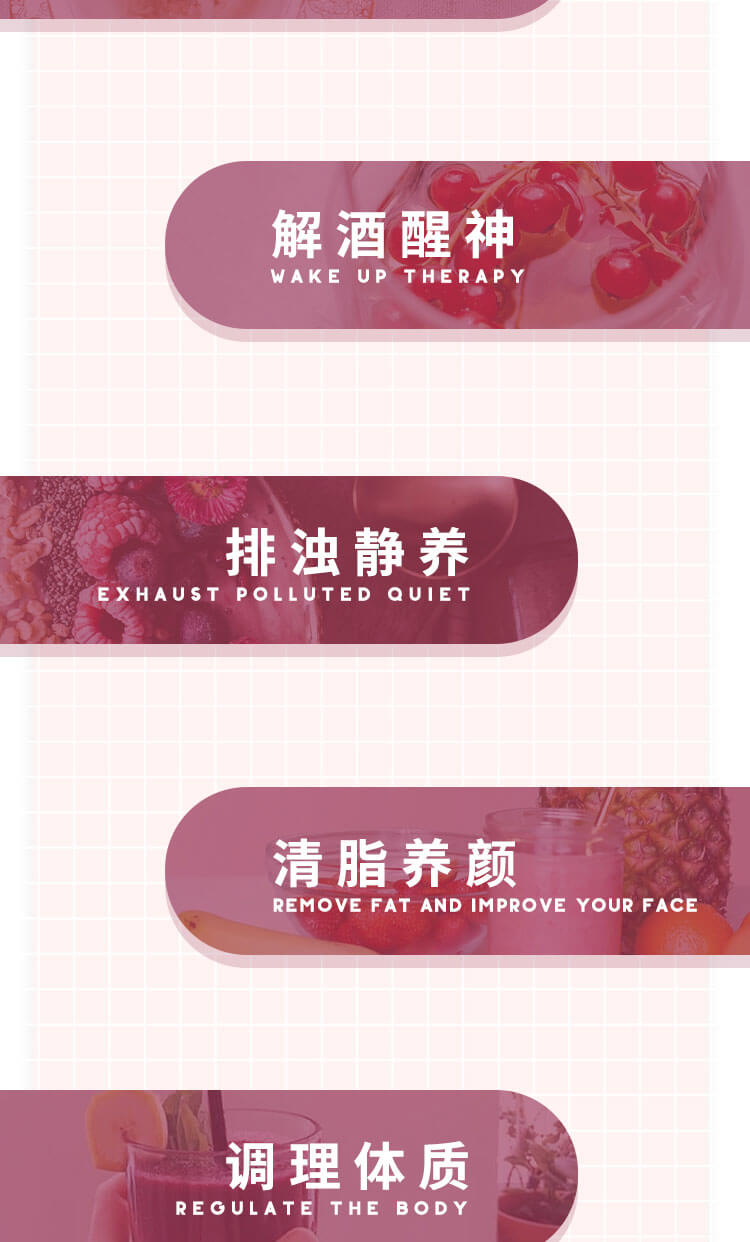 解酒醒神
WAKE UP THERAPY
排浊静养
EXHAUST POLLUTED QUIET
清脂养颜
REMOVE FAT AND IMPROVE YOUR FACE
调理体质
REGULATE THE BODY